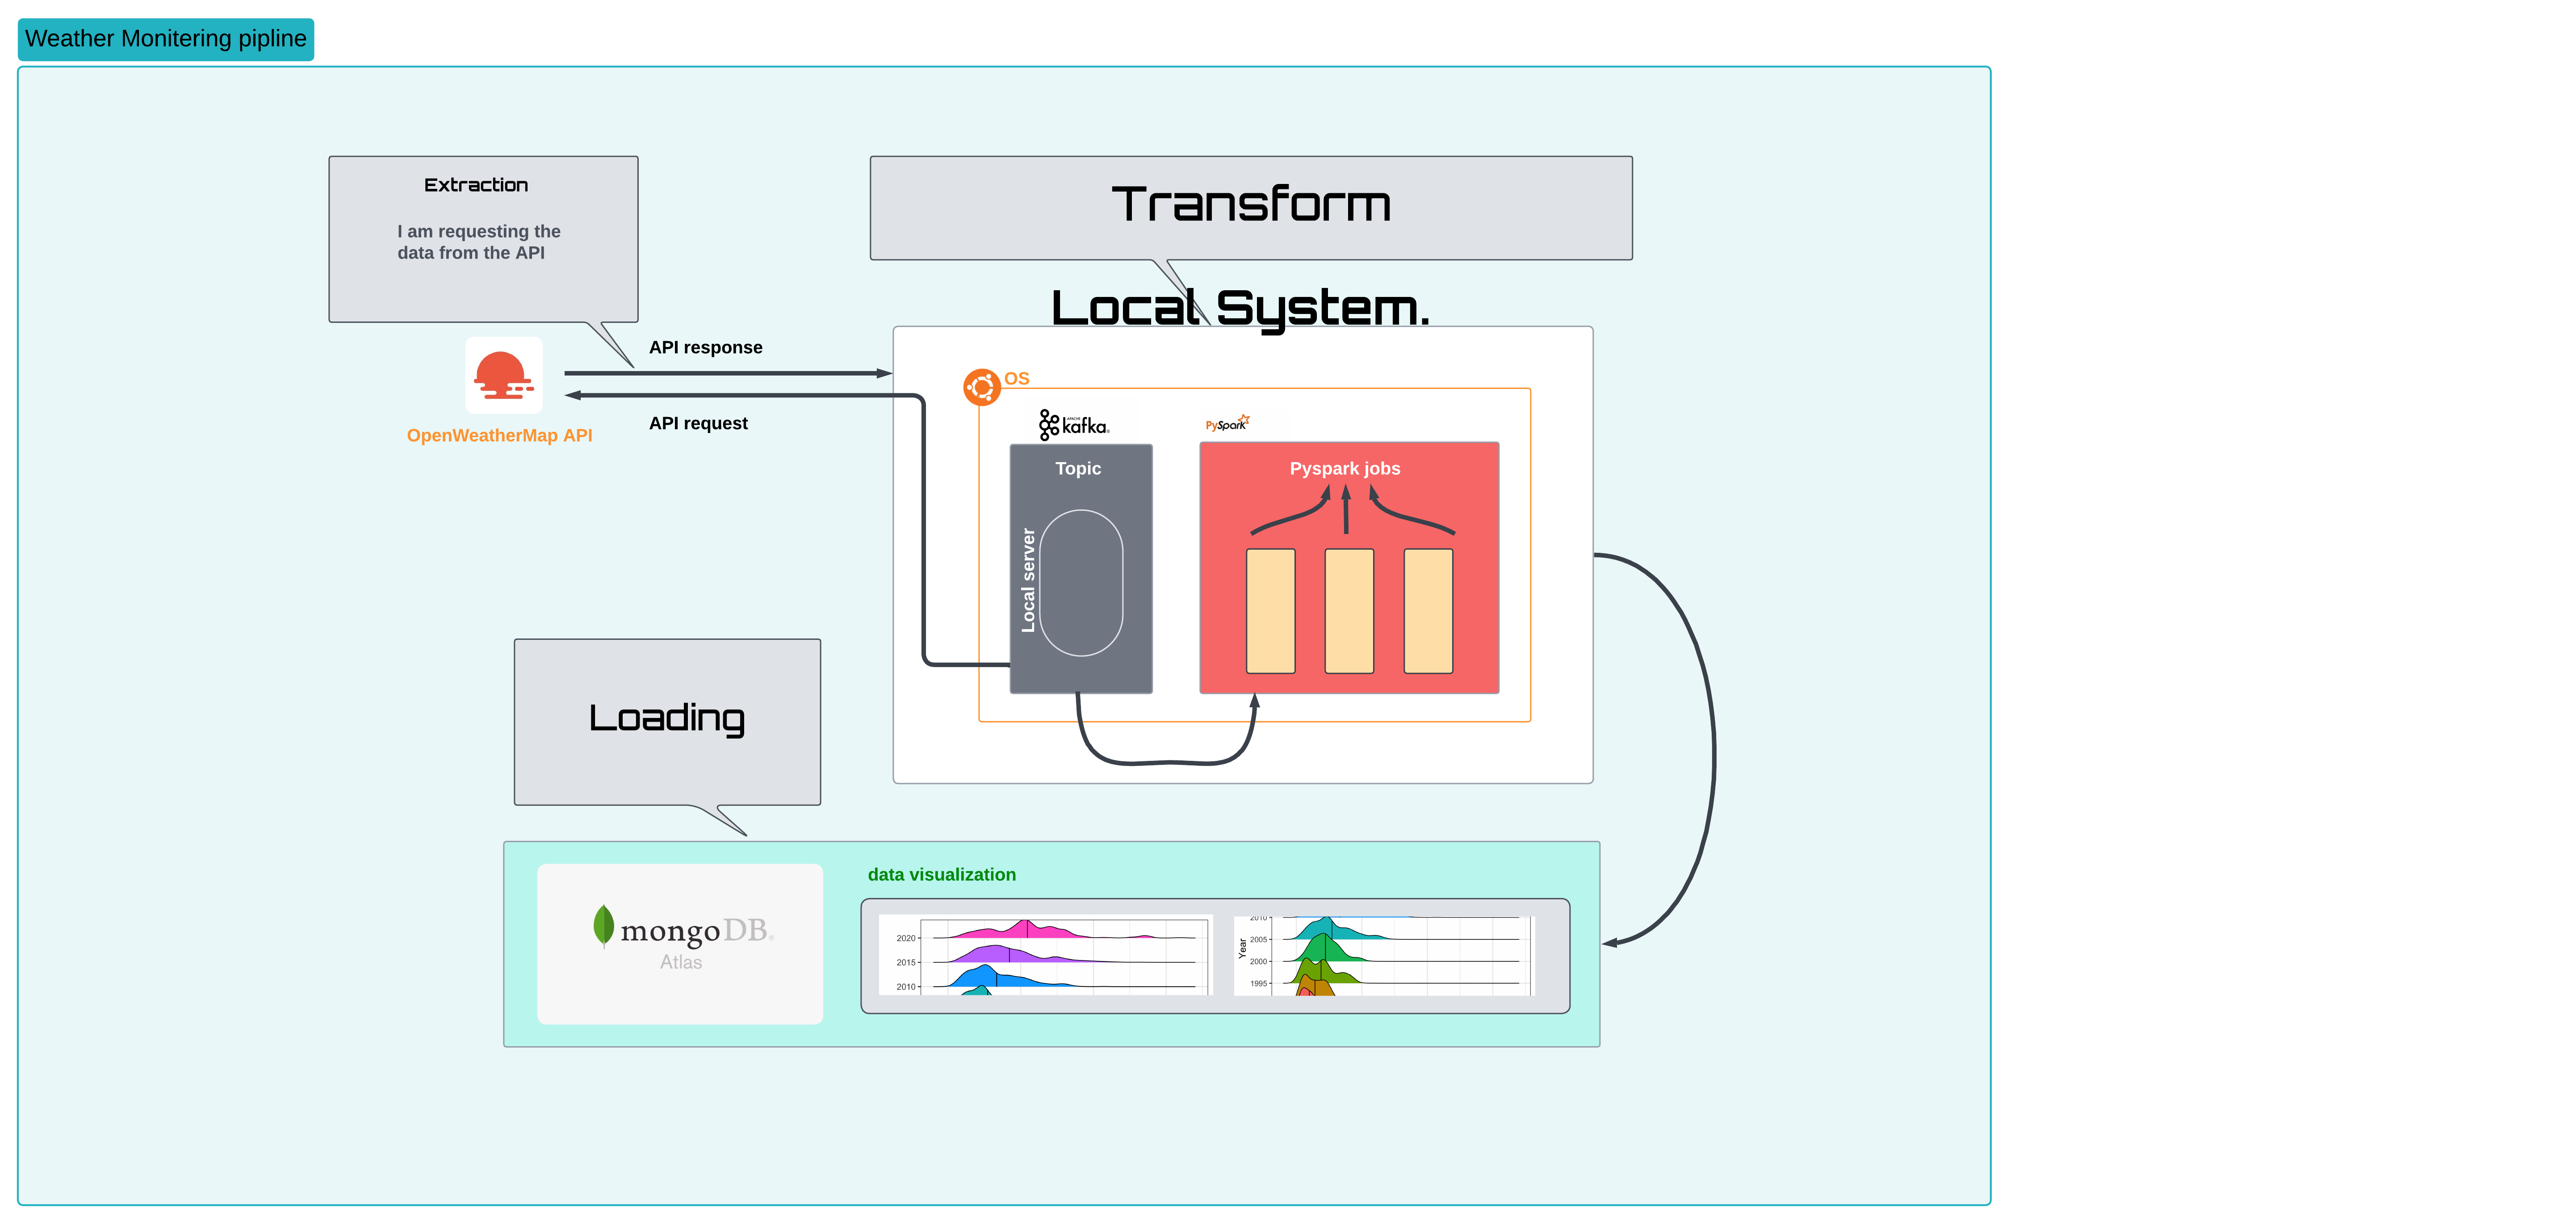 Weather Monitering pipline
Extraction
I am requesting the
data from the API
Transform
Local System.
API response
API request
OpenWeatherMap API
OS
APACHE
kafka®
PySpark
Topic
Local server
Pyspark jobs
Loading
mongoDB®
Atlas
data visualization
2020
2015
2010
Year
2010
2005
2000
1995